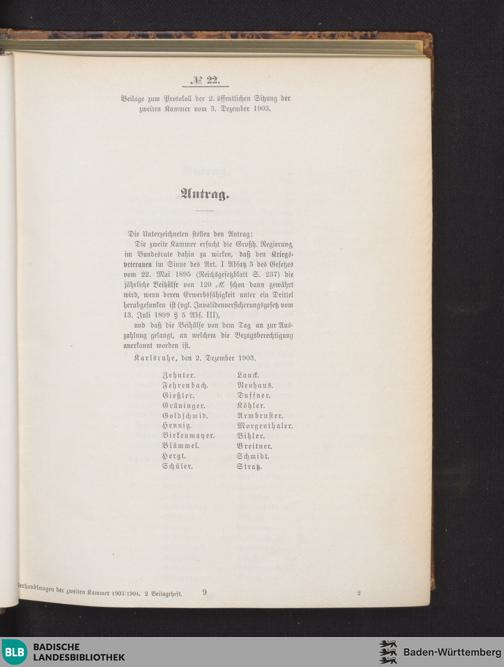 № 22.
Beilage zum Protokoll der 2. öffentlichen Sitzung der
zweiten Kammer vom 3. Dezember 1903.
Antrag.
Die Unterzeichneten stellen den Antrag:
Die zweite Kammer ersucht die Großh. Regierung
im Bundesrate dahin zu wirken, daß den Kriegs-
veteranen im Sinne des Art. I Absatz 3 des Gesetzes
vom 22. Mai 1895 (Reichsgesetzblatt S. 237) die
jährliche Beihülfe von 120 ℳ schon dann gewährt
wird, wenn deren Erwerbsfähigkeit unter ein Drittel
herabgesunken ist (vgl. Invalidenversicherungsgesetz vom
13. Juli 1899 § 5 Abs. III),
und daß die Beihülfe von dem Tag an zur Aus-
zahlung gelangt, an welchem die Bezugsberechtigung
anerkannt worden ist.
Karlsruhe, den 2. Dezember 1903.
Zehnter. Lauck.
Fehrenbach. Neuhaus.
Gießler. Duffner.
Grüninger. Köhler.
Goldschmid. Armbruster.
Hennig. Morgenthaler.
Birkenmayer. Bihler.
Blümmel. Breitner.
Hergt. Schmidt.
Schüler. Stratz.
Verhandlungen der zweiten Kammer 1903/1904. 2 Beilageheft. 9 2
BLB BADISCHE
LANDESBIBLIOTHEK
Baden-Württemberg